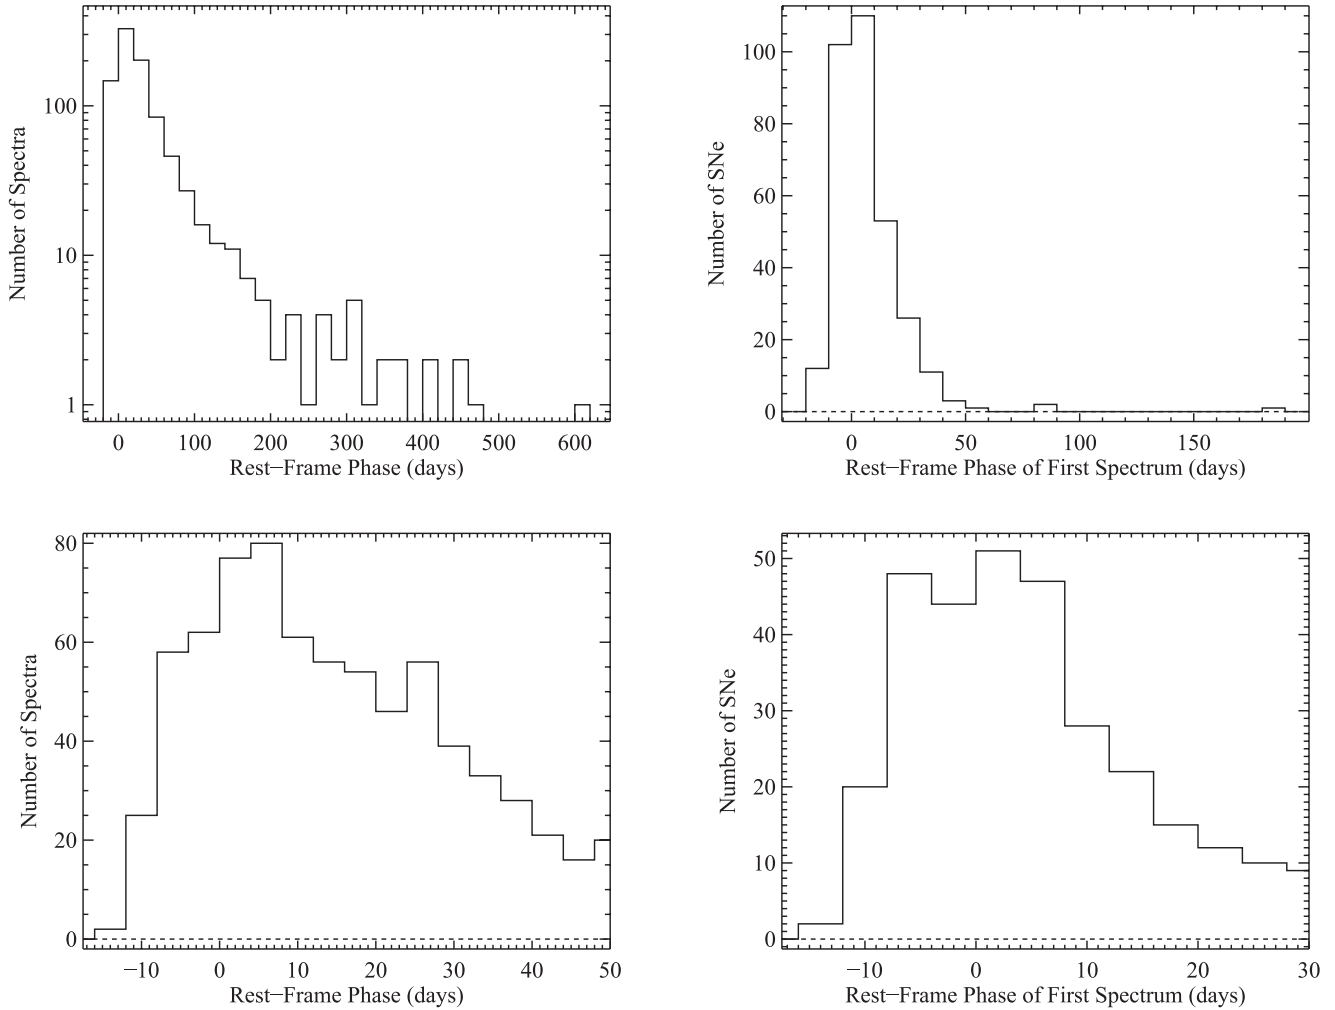 Number of Spectra
100
10
1
0 100 200 300 400 500 600
Rest−Frame Phase (days)
Number of SNe
100
80
60
40
20
0
0 50 100 150
Rest−Frame Phase of First Spectrum (days)
Number of Spectra
80
60
40
20
0
−10 0 10 20 30 40 50
Rest−Frame Phase (days)
Number of SNe
50
40
30
20
10
0
−10 0 10 20 30
Rest−Frame Phase of First Spectrum (days)